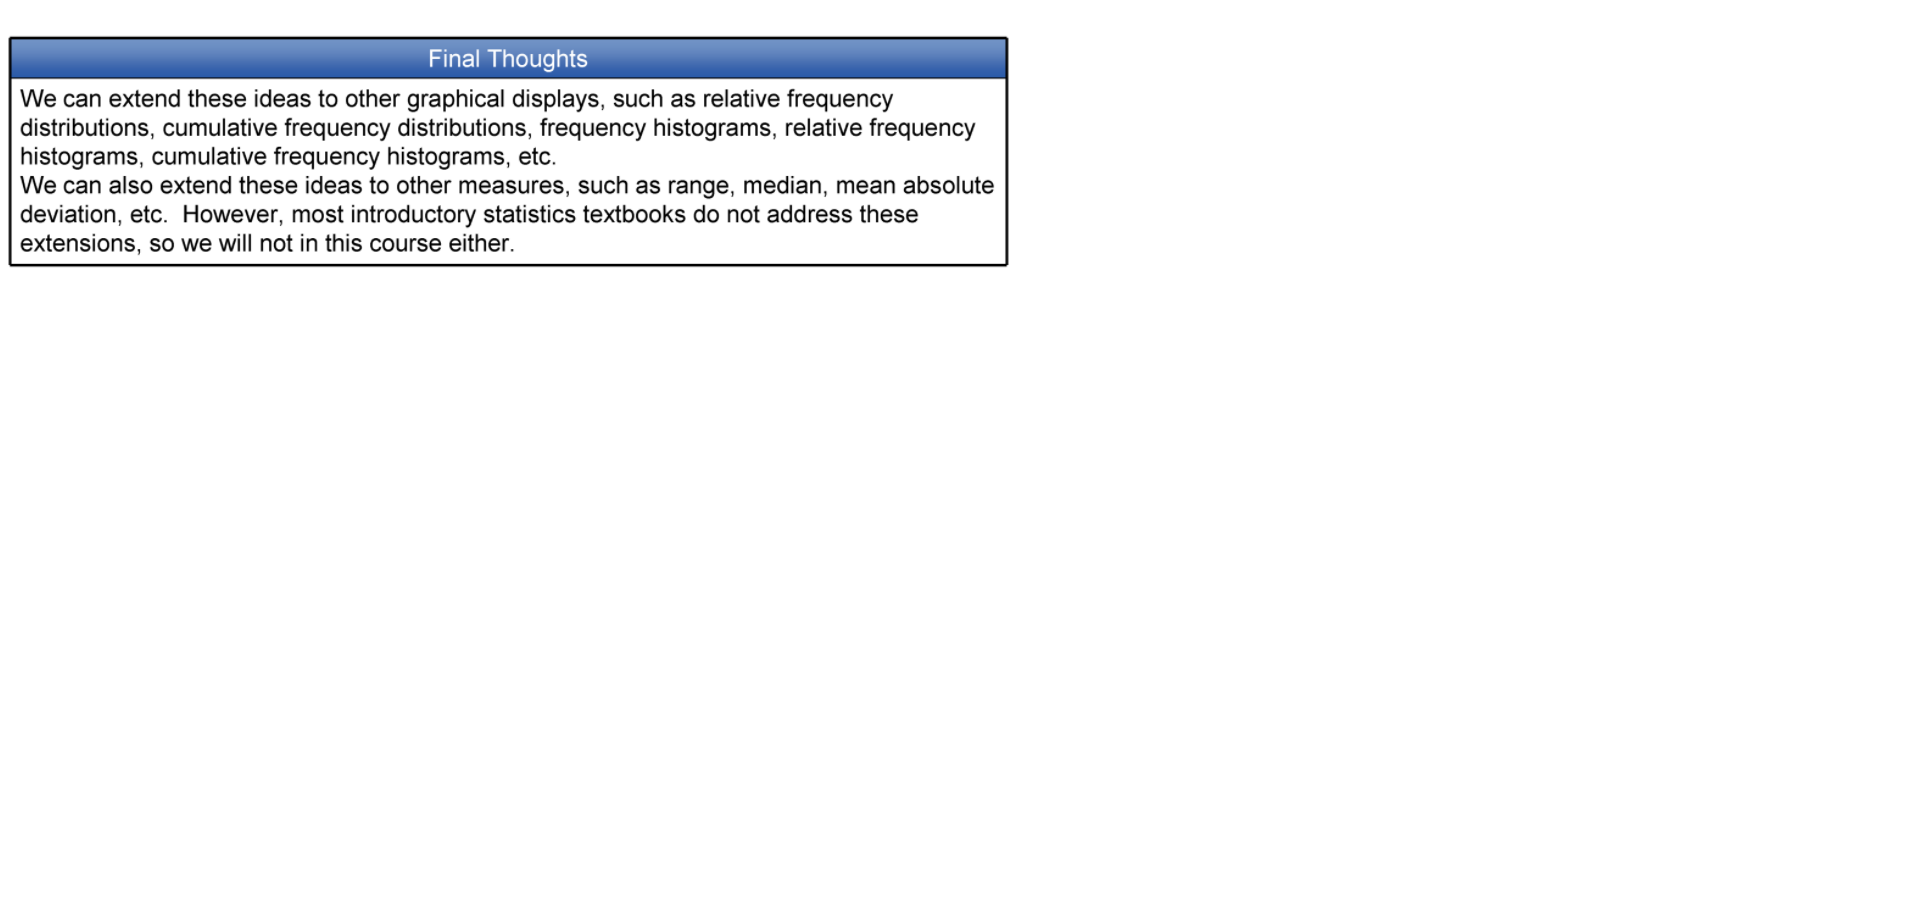 Final Thoughts
We can extend these ideas to other graphical displays, such as relative frequency
distributions, cumulative frequency distributions, frequency histograms, relative frequency
histograms, cumulative frequency histograms, etc.
We can also extend these ideas to other measures, such as range, median, mean absolute
deviation, etc.  However, most introductory statistics textbooks do not address these
extensions, so we will not in this course either.